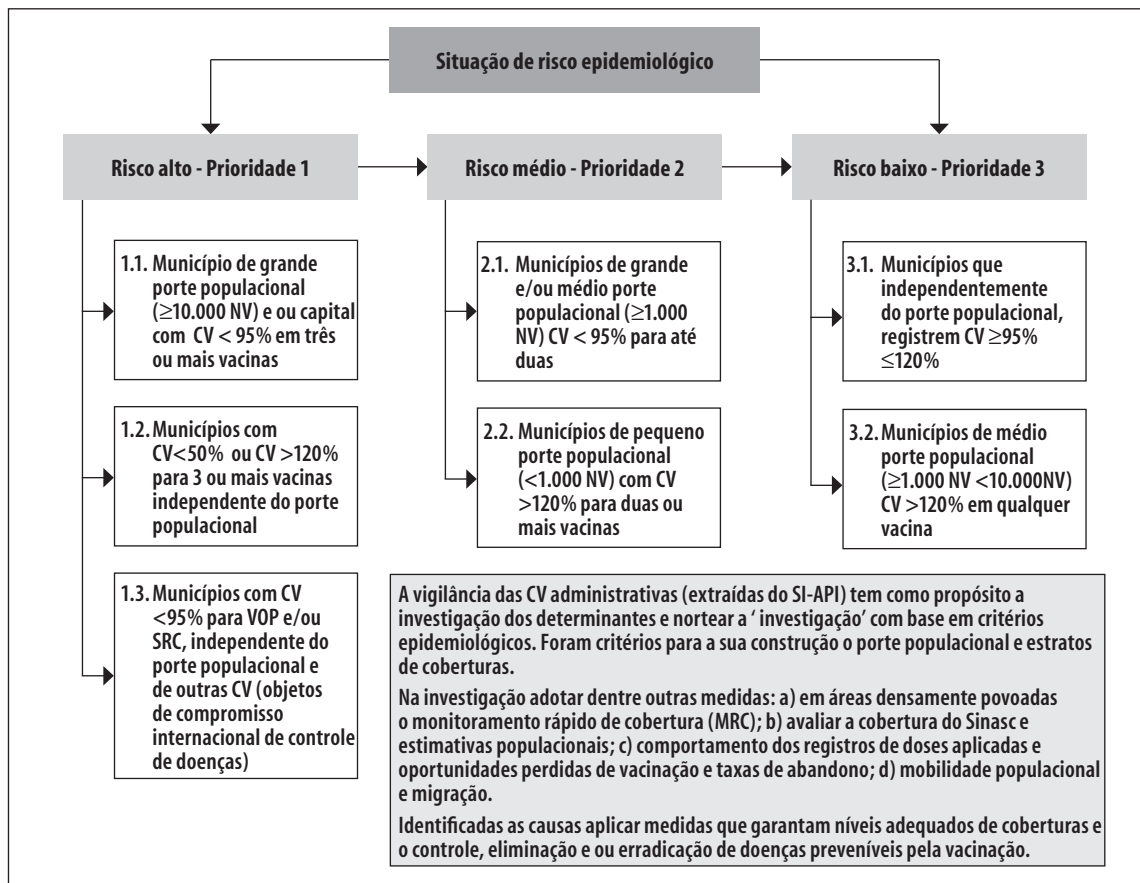 Situação de risco epidemiológico
Risco alto - Prioridade 1
Risco médio - Prioridade 2
Risco baixo - Prioridade 3
1.1. Município de grande
porte populacional
(≥10.000 NV) e ou capital
com CV < 95% em três
ou mais vacinas
1.2. Municípios com
CV<50% ou CV >120%
para 3 ou mais vacinas
independente do porte
populacional
1.3. Municípios com CV
<95% para VOP e/ou
SRC, independente do
porte populacional e
de outras CV (objetos
de compromisso
internacional de controle
de doenças)
2.1. Municípios de grande
e/ou médio porte
populacional (≥1.000
NV) CV < 95% para até
duas
2.2. Municípios de pequeno
porte populacional
(<1.000 NV) com CV
>120% para duas ou
mais vacinas
3.1. Municípios que
independentemente
do porte populacional,
registrem CV ≥95%
≤120%
3.2. Municípios de médio
porte populacional
(≥1.000 NV <10.000NV)
CV >120% em qualquer
vacina
A vigilância das CV administrativas (extraídas do SI-API) tem como propósito a
investigação dos determinantes e nortear a ‘ investigação’ com base em critérios
epidemiológicos. Foram critérios para a sua construção o porte populacional e estratos
de coberturas.
Na investigação adotar dentre outras medidas: a) em áreas densamente povoadas
o monitoramento rápido de cobertura (MRC); b) avaliar a cobertura do Sinasc e
estimativas populacionais; c) comportamento dos registros de doses aplicadas e
oportunidades perdidas de vacinação e taxas de abandono; d) mobilidade populacional
e migração.
Identificadas as causas aplicar medidas que garantam níveis adequados de coberturas e
o controle, eliminação e ou erradicação de doenças preveníveis pela vacinação.